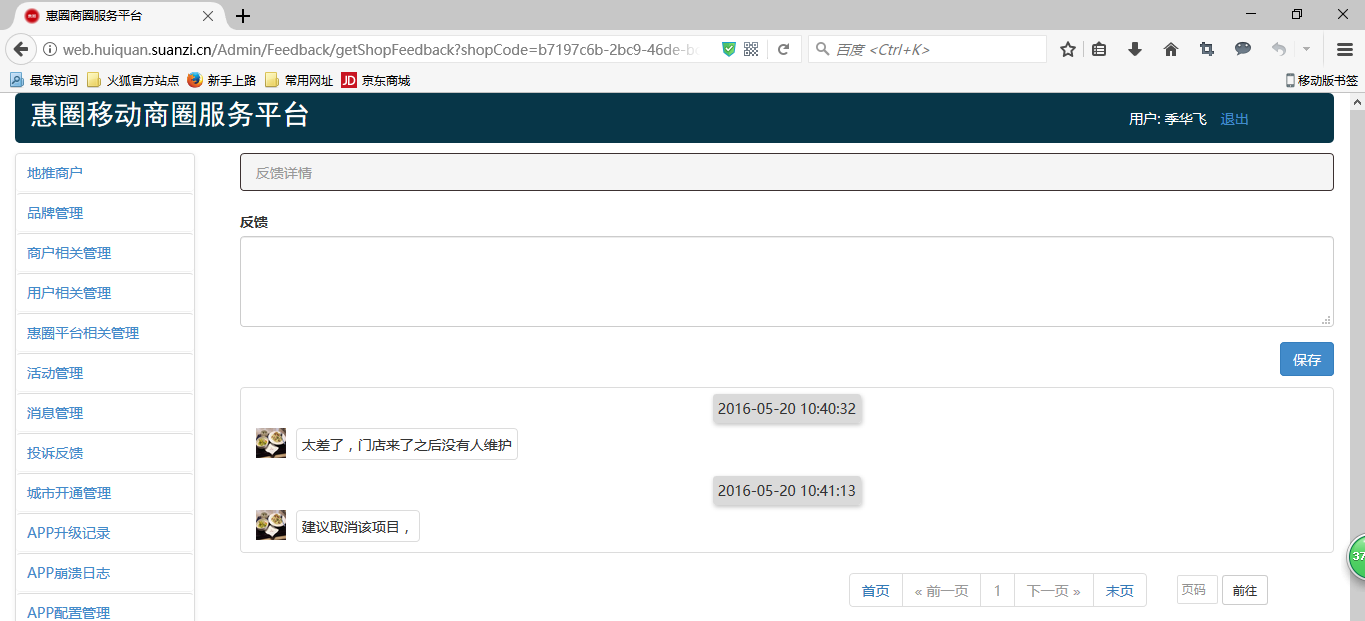 惠圈商圈服务平台
web.huiquan.suanzi.cn/Admin/Feedback/getShopFeedback?shopCode=b7197c6b-2bc9-46de-b
百度 <Ctrl+K>
最常访问 火狐官方站点 新手上路 常用网址 JD 京东商城 移动版书签
惠圈移动商圈服务平台
用户: 季华飞 退出
地推商户
品牌管理
商户相关管理
用户相关管理
惠圈平台相关管理
活动管理
消息管理
投诉反馈
城市开通管理
APP升级记录
APP崩溃日志
APP配置管理
反馈详情
反馈
保存
2016-05-20 10:40:32
太差了，门店来了之后没有人维护
2016-05-20 10:41:13
建议取消该项目，
首页 « 前一页 1 下一页 » 末页 页码 前往
37